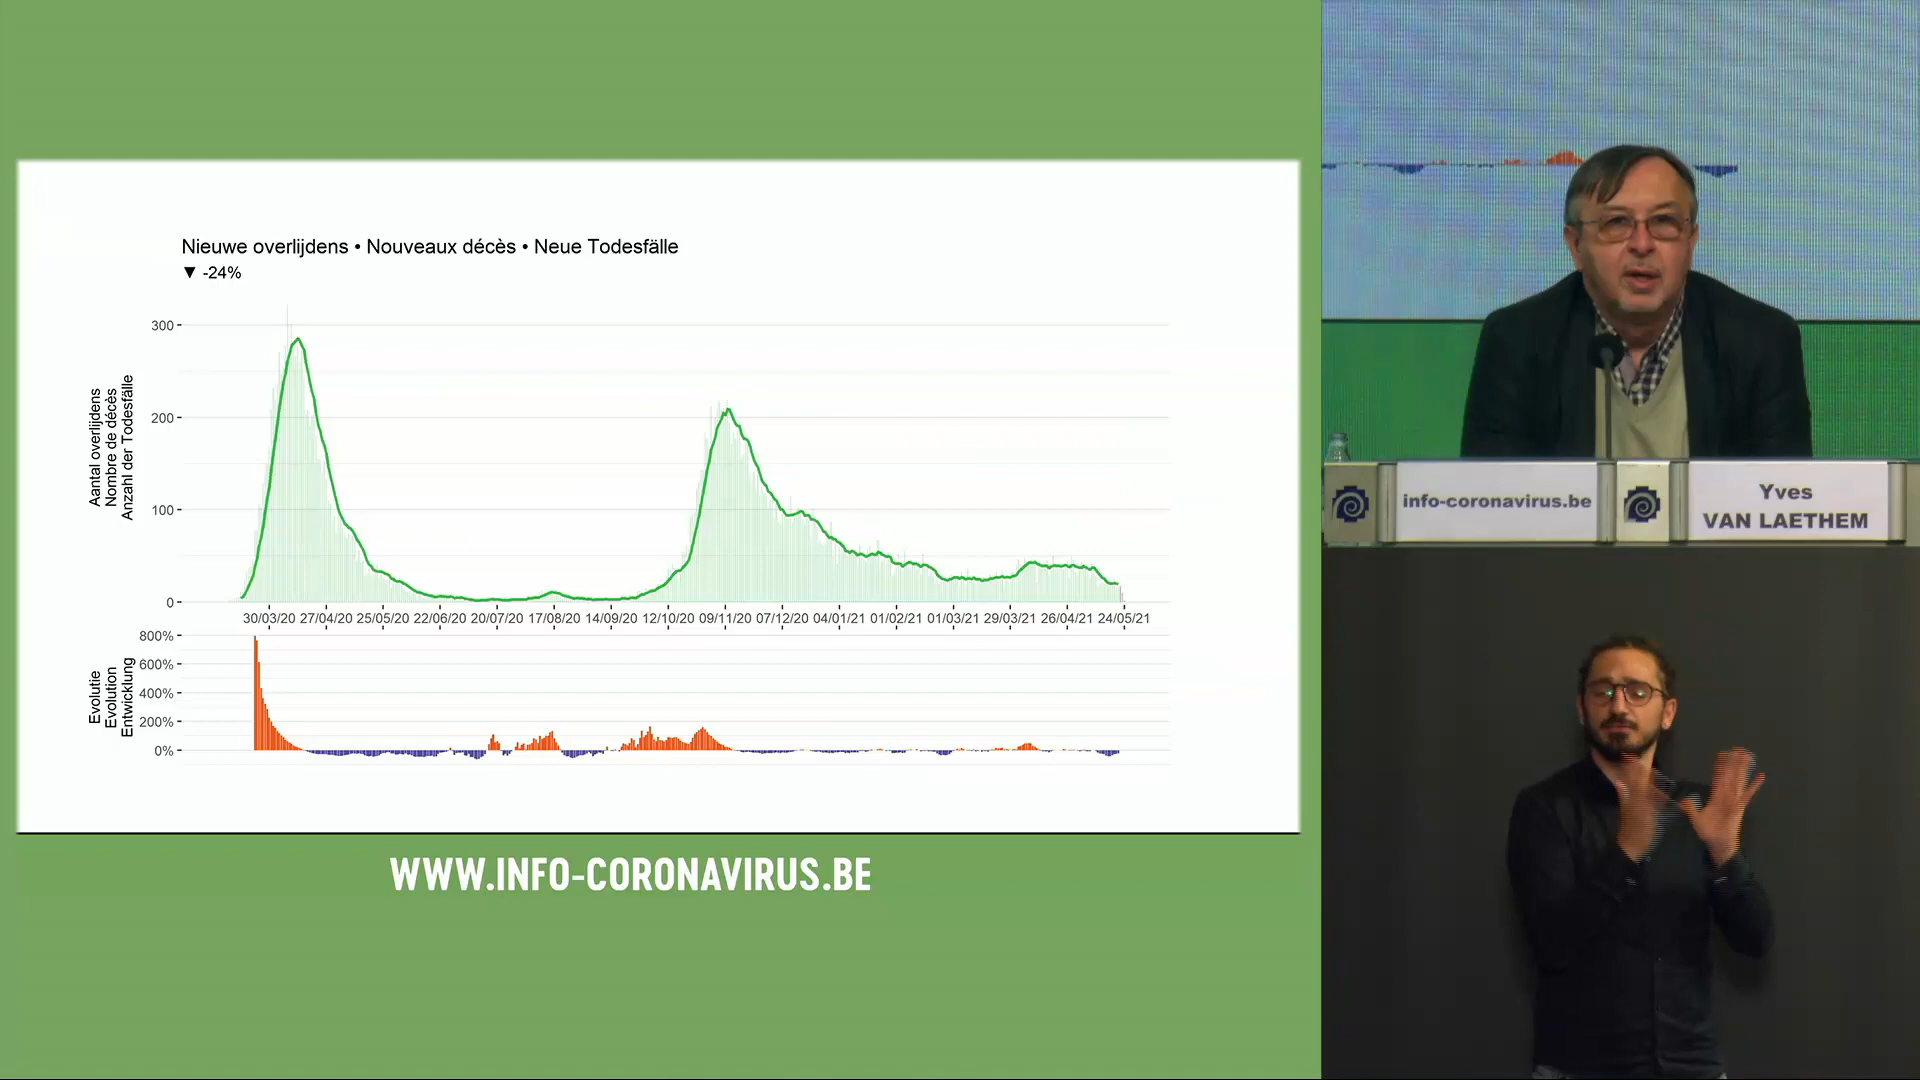 Nieuwe overlijdens • Nouveaux décès • Neue Todesfälle
▼ -24%
Aantal overlijdens
Nombre de décès
Anzahl der Todesfälle
300
200
100
0
30/03/20 27/04/20 25/05/20 22/06/20 20/07/20 17/08/20 14/09/20 12/10/20 09/11/20 07/12/20 04/01/21 01/02/21 01/03/21 29/03/21 26/04/21 24/05/21
Evolutie
Evolution
Entwicklung
800%
600%
400%
200%
0%
WWW.INFO-CORONAVIRUS.BE
info-coronavirus.be
Yves
VAN LAETHEM